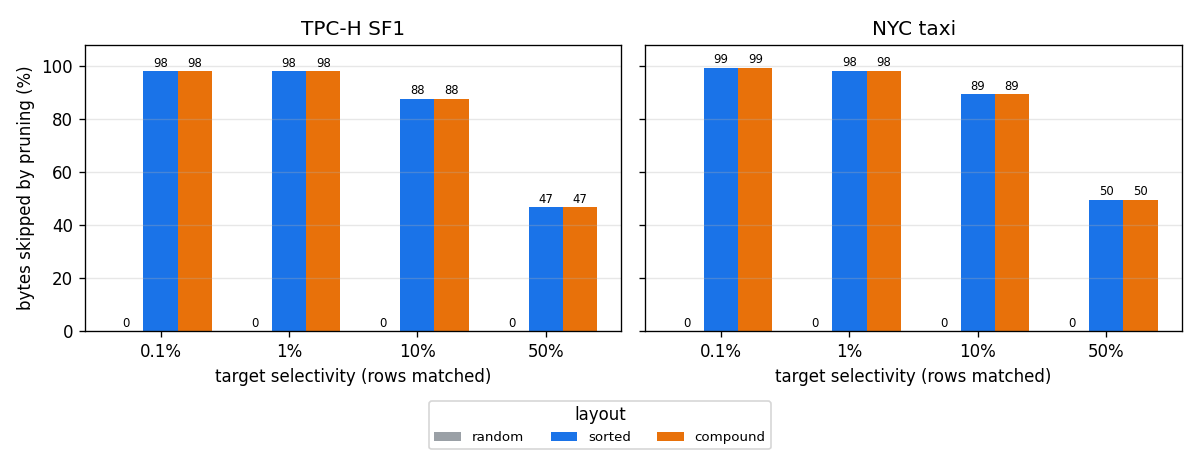 TPC-H SF1
NYC taxi
bytes skipped by pruning (%)
100
80
60
40
20
0
0 98 98 0 98 98 0 88 88 0 47 47
0 99 99 0 98 98 0 89 89 0 50 50
0.1% 1% 10% 50%
0.1% 1% 10% 50%
target selectivity (rows matched)
target selectivity (rows matched)
layout
random sorted compound